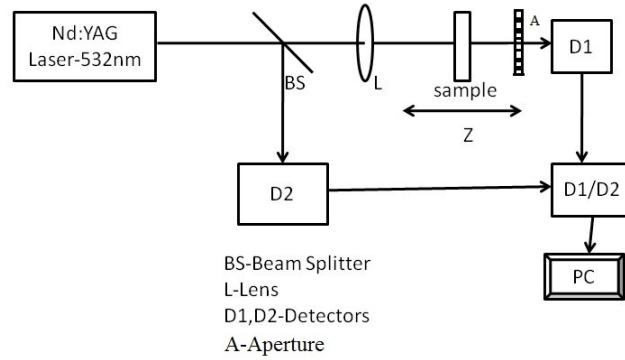 Nd:YAG
Laser-532nm
A
D1
BS
L
sample
Z
D2
D1/D2
PC
BS-Beam Splitter
L-Lens
D1,D2-Detectors
A-Aperture